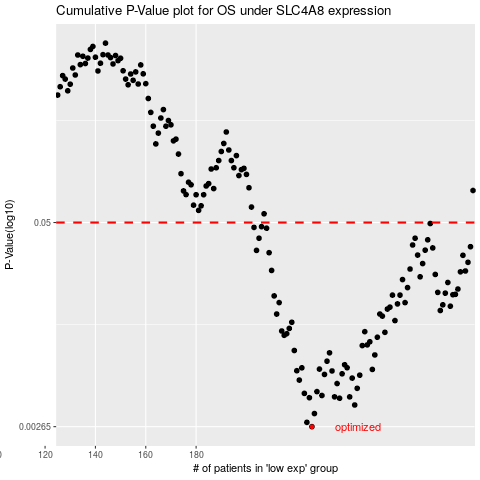 Cumulative P-Value plot for OS under SLC4A8 expression
P-Value(log10)
0.05
0.00265
optimized
0 120 140 160 180
# of patients in 'low exp' group